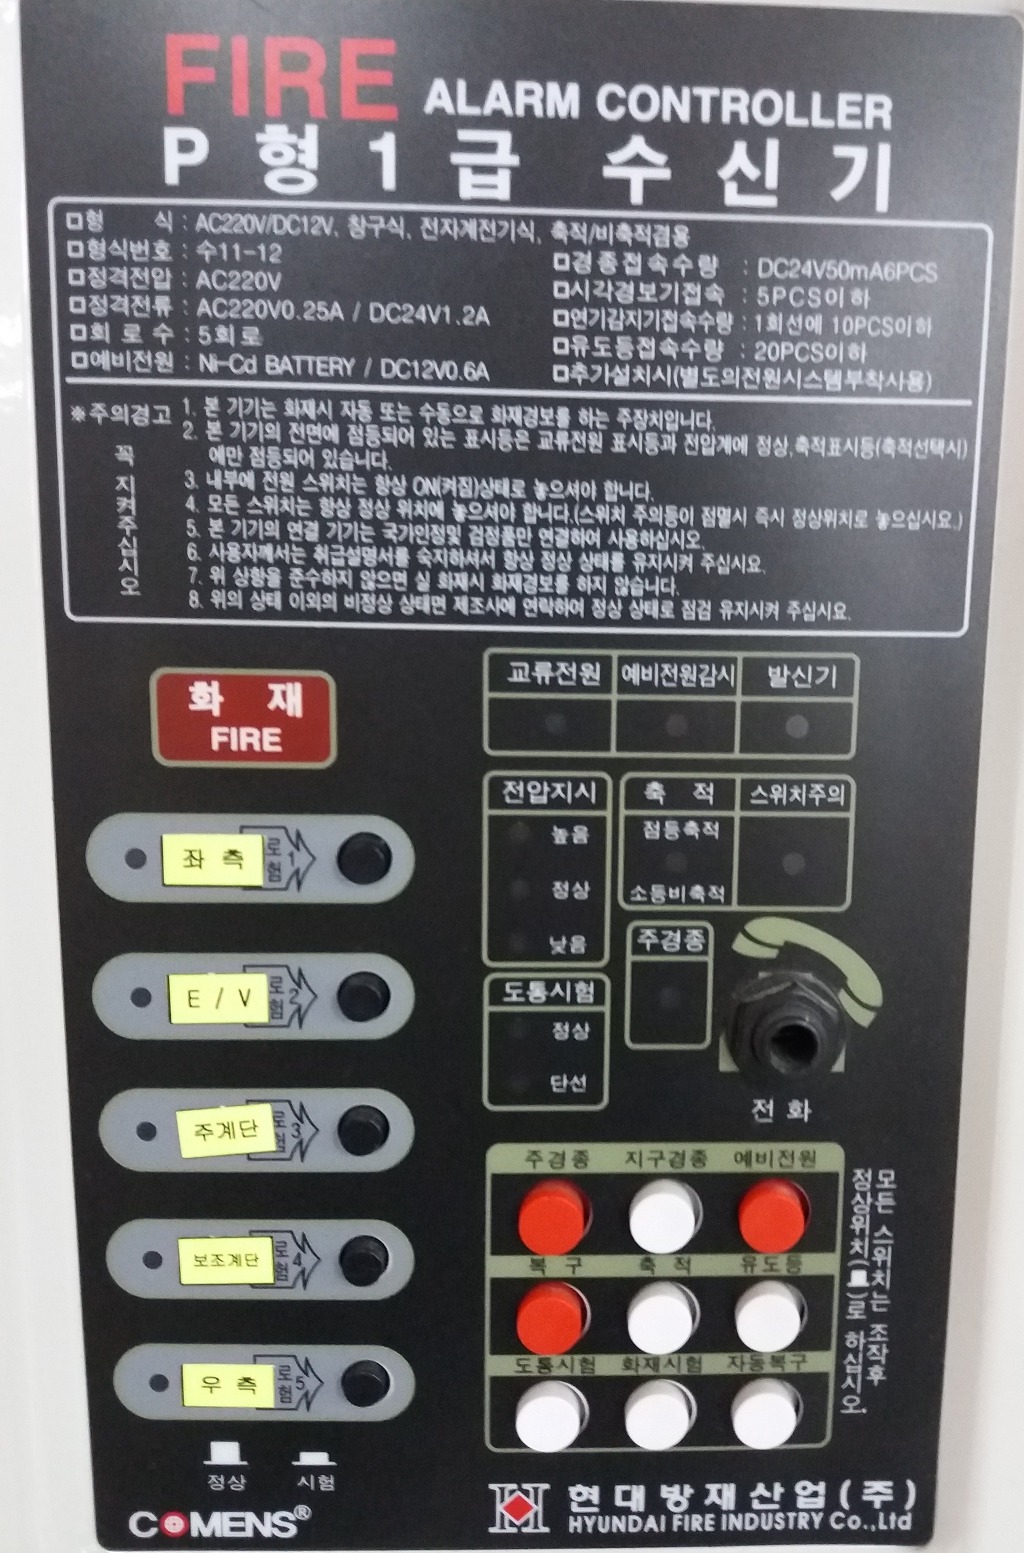 FIRE ALARM CONTROLLER
P 형 1 급 수 신 기
형 식 : AC220V/DC12V, 창구식, 전자계전기식, 축적/비축적겸용
형식번호 : 수11-12
정격전압 : AC220V
정격전류 : AC220V0.25A / DC24V1.2A
회 로 수 : 5회로
예비전원 : Ni-Cd BATTERY / DC12V0.6A
경종접속수량 : DC24V50mA6PCS
시각경보기접속 : 5PCS이하
연기감지기접속수량 : 1회선에 10PCS이하
유도등접속수량 : 20PCS이하
추가설치시(별도의전원시스템부착사용)
※주의경고
꼭 지켜주십시오
1. 본 기기는 화재시 자동 또는 수동으로 화재경보를 하는 주장치입니다.
2. 본 기기의 전면에 점등되어 있는 표시등은 교류전원 표시등과 전압계에 정상,축적표시등(축적선택시)
에만 점등되어 있습니다.
3. 내부에 전원 스위치는 항상 ON(켜짐)상태로 놓으셔야 합니다.
4. 모든 스위치는 항상 정상 위치에 놓으셔야 합니다.(스위치 주의등이 점멸시 즉시 정상위치로 놓으십시요.)
5. 본 기기의 연결 기기는 국가인정및 검정품만 연결하여 사용하십시오.
6. 사용자께서는 취급설명서를 숙지하셔서 항상 정상 상태를 유지시켜 주십시요.
7. 위 상항을 준수하지 않으면 실 화재시 화재경보를 하지 않습니다.
8. 위의 상태 이외의 비정상 상태면 제조사에 연락하여 정상 상태로 점검 유지시켜 주십시요.
화 재
FIRE
교류전원 예비전원감시 발신기
전압지시
높음
정상
낮음
축 적
점등축적
소등비축적
스위치주의
주경종
도통시험
정상
단선
전 화
좌 측 1
E / V 2
주계단 3
보조계단 4
우 측 5
정상 시험
주경종 지구경종 예비전원
복 구 축 적 유도등
도통시험 화재시험 자동복구
모든 스위치는 조작후
정상위치( )로 하십시오.
COMENS®
현대방재산업(주)
HYUNDAI FIRE INDUSTRY Co.,Ltd